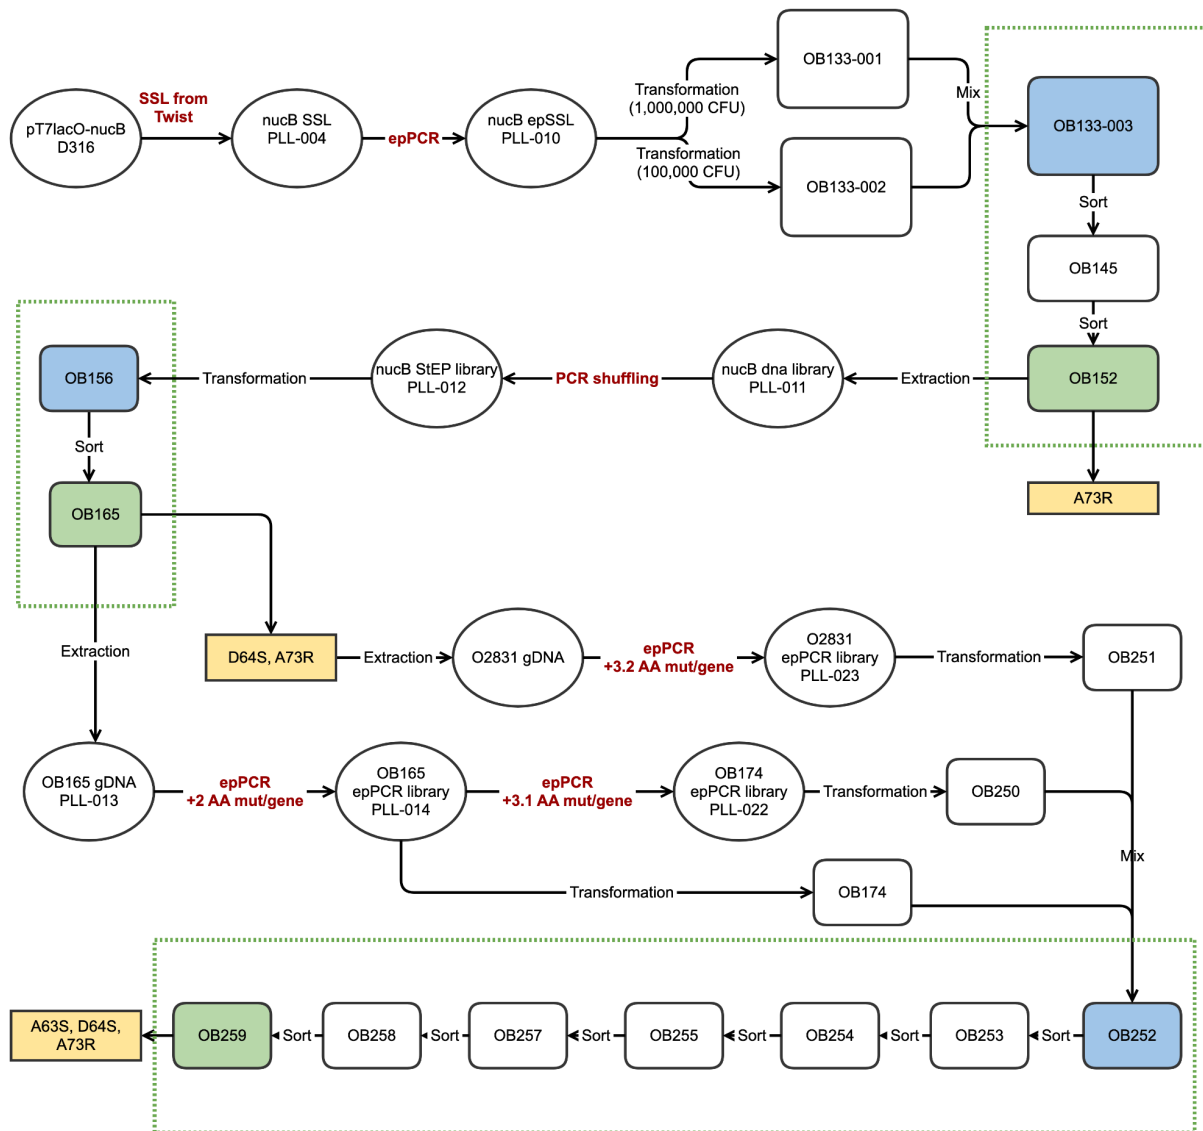 pT7lacO-nucB
D316
SSL from
Twist
nucB SSL
PLL-004
epPCR
nucB epSSL
PLL-010
Transformation
(1,000,000 CFU)
Transformation
(100,000 CFU)
OB133-001
OB133-002
Mix
OB133-003
Sort
OB145
Sort
OB152
A73R
Extraction
nucB dna library
PLL-011
PCR shuffling
nucB StEP library
PLL-012
Transformation
OB156
Sort
OB165
D64S, A73R
Extraction
O2831 gDNA
epPCR
+3.2 AA mut/gene
O2831
epPCR library
PLL-023
Transformation
OB251
Extraction
OB165 gDNA
PLL-013
epPCR
+2 AA mut/gene
OB165
epPCR library
PLL-014
epPCR
+3.1 AA mut/gene
OB174
epPCR library
PLL-022
Transformation
OB250
Transformation
OB174
Mix
OB252
Sort
OB253
Sort
OB254
Sort
OB255
Sort
OB257
Sort
OB258
Sort
OB259
A63S, D64S,
A73R